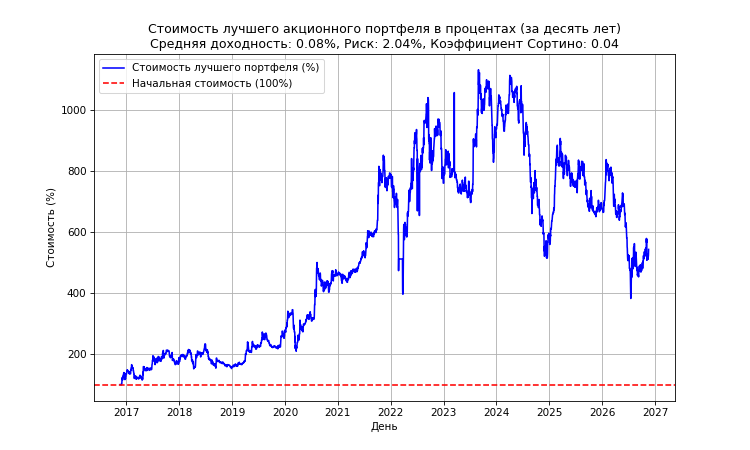 Стоимость лучшего акционного портфеля в процентах (за десять лет)
Средняя доходность: 0.08%, Риск: 2.04%, Коэффициент Сортино: 0.04
Стоимость лучшего портфеля (%)
Начальная стоимость (100%)
Стоимость (%)
1000
800
600
400
200
2017 2018 2019 2020 2021 2022 2023 2024 2025 2026 2027
День